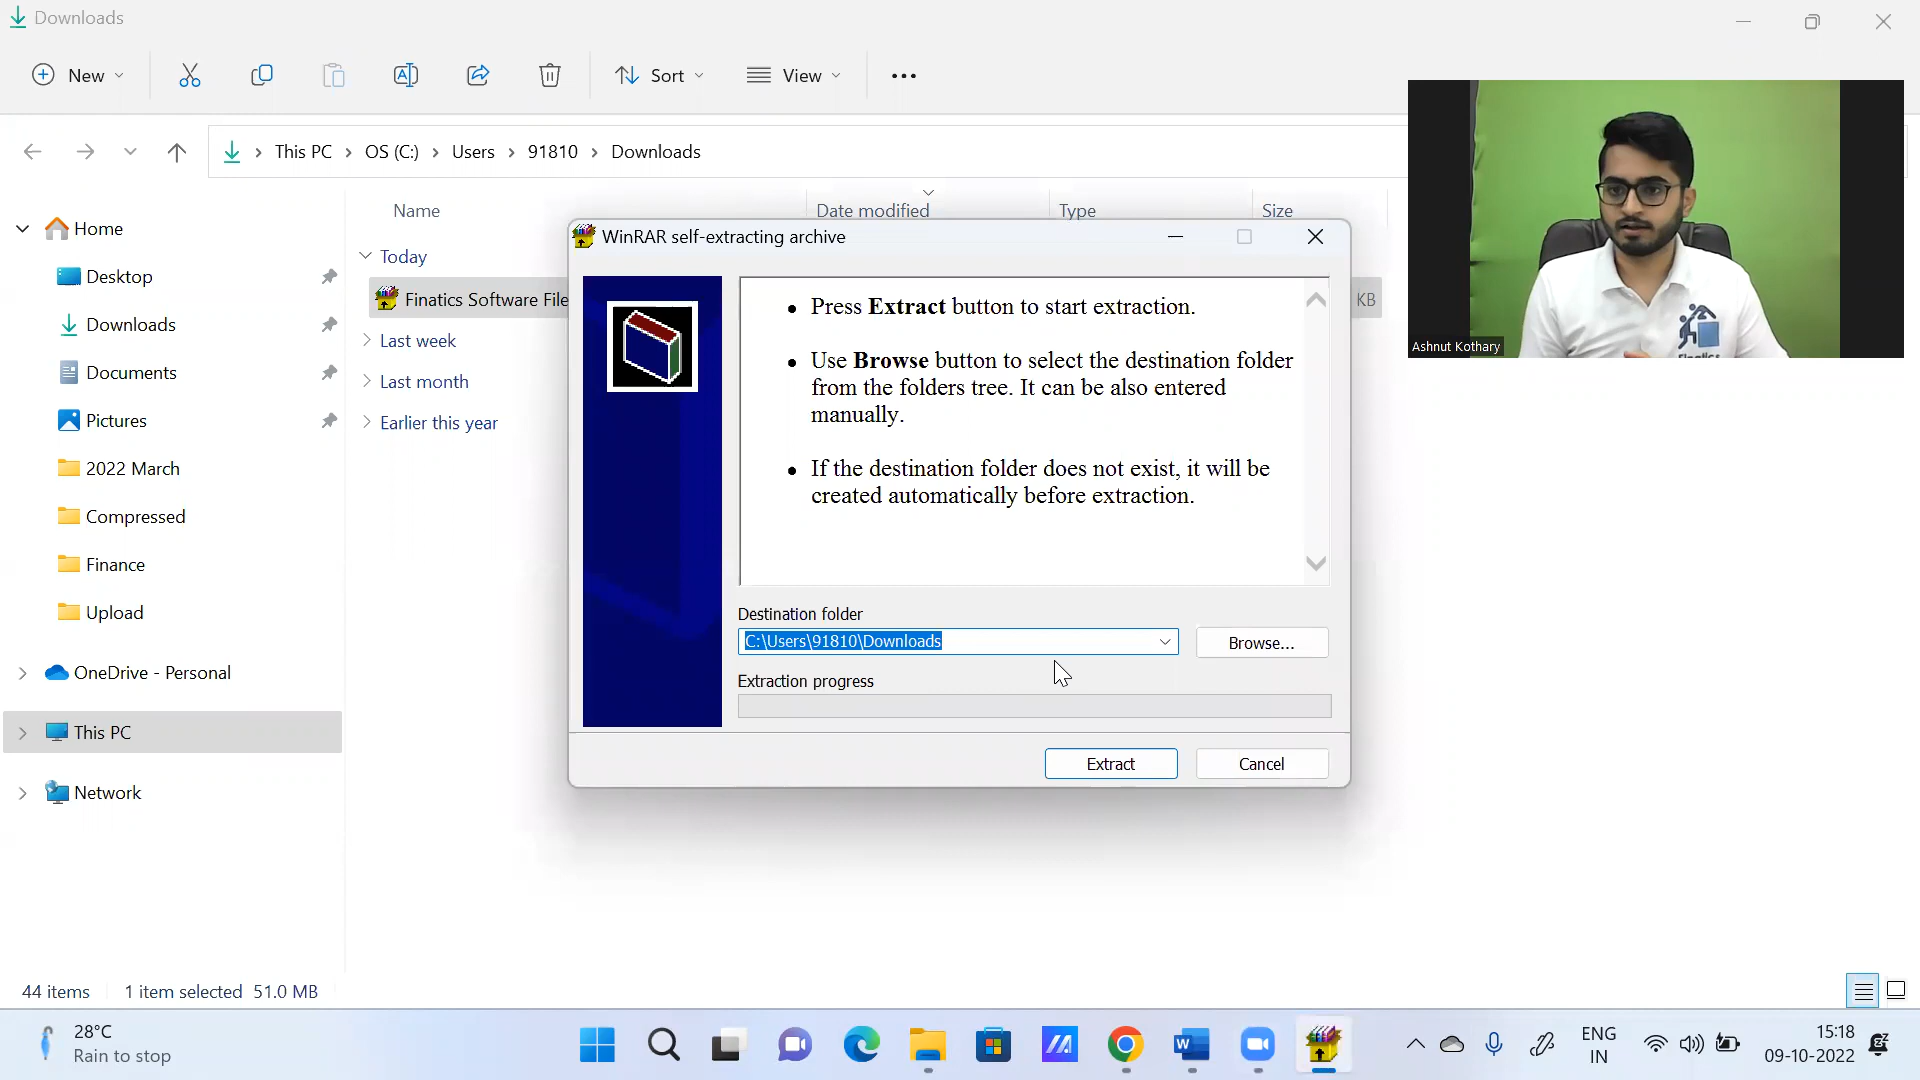 Downloads
New
Sort
View
This PC
OS (C:)
Users
91810
Downloads
Name
Date modified
Type
Size
Home
Desktop
Downloads
Documents
Pictures
2022 March
Compressed
Finance
Upload
OneDrive - Personal
This PC
Network
Today
Finatics Software File
KB
Last week
Last month
Earlier this year
WinRAR self-extracting archive
Press Extract button to start extraction.
Use Browse button to select the destination folder
from the folders tree. It can be also entered
manually.
If the destination folder does not exist, it will be
created automatically before extraction.
Destination folder
C:\Users\91810\Downloads
Browse...
Extraction progress
Extract
Cancel
Ashnut Kothary
Finatics
44 items
1 item selected 51.0 MB
28°C
Rain to stop
ENG
IN
15:18
09-10-2022